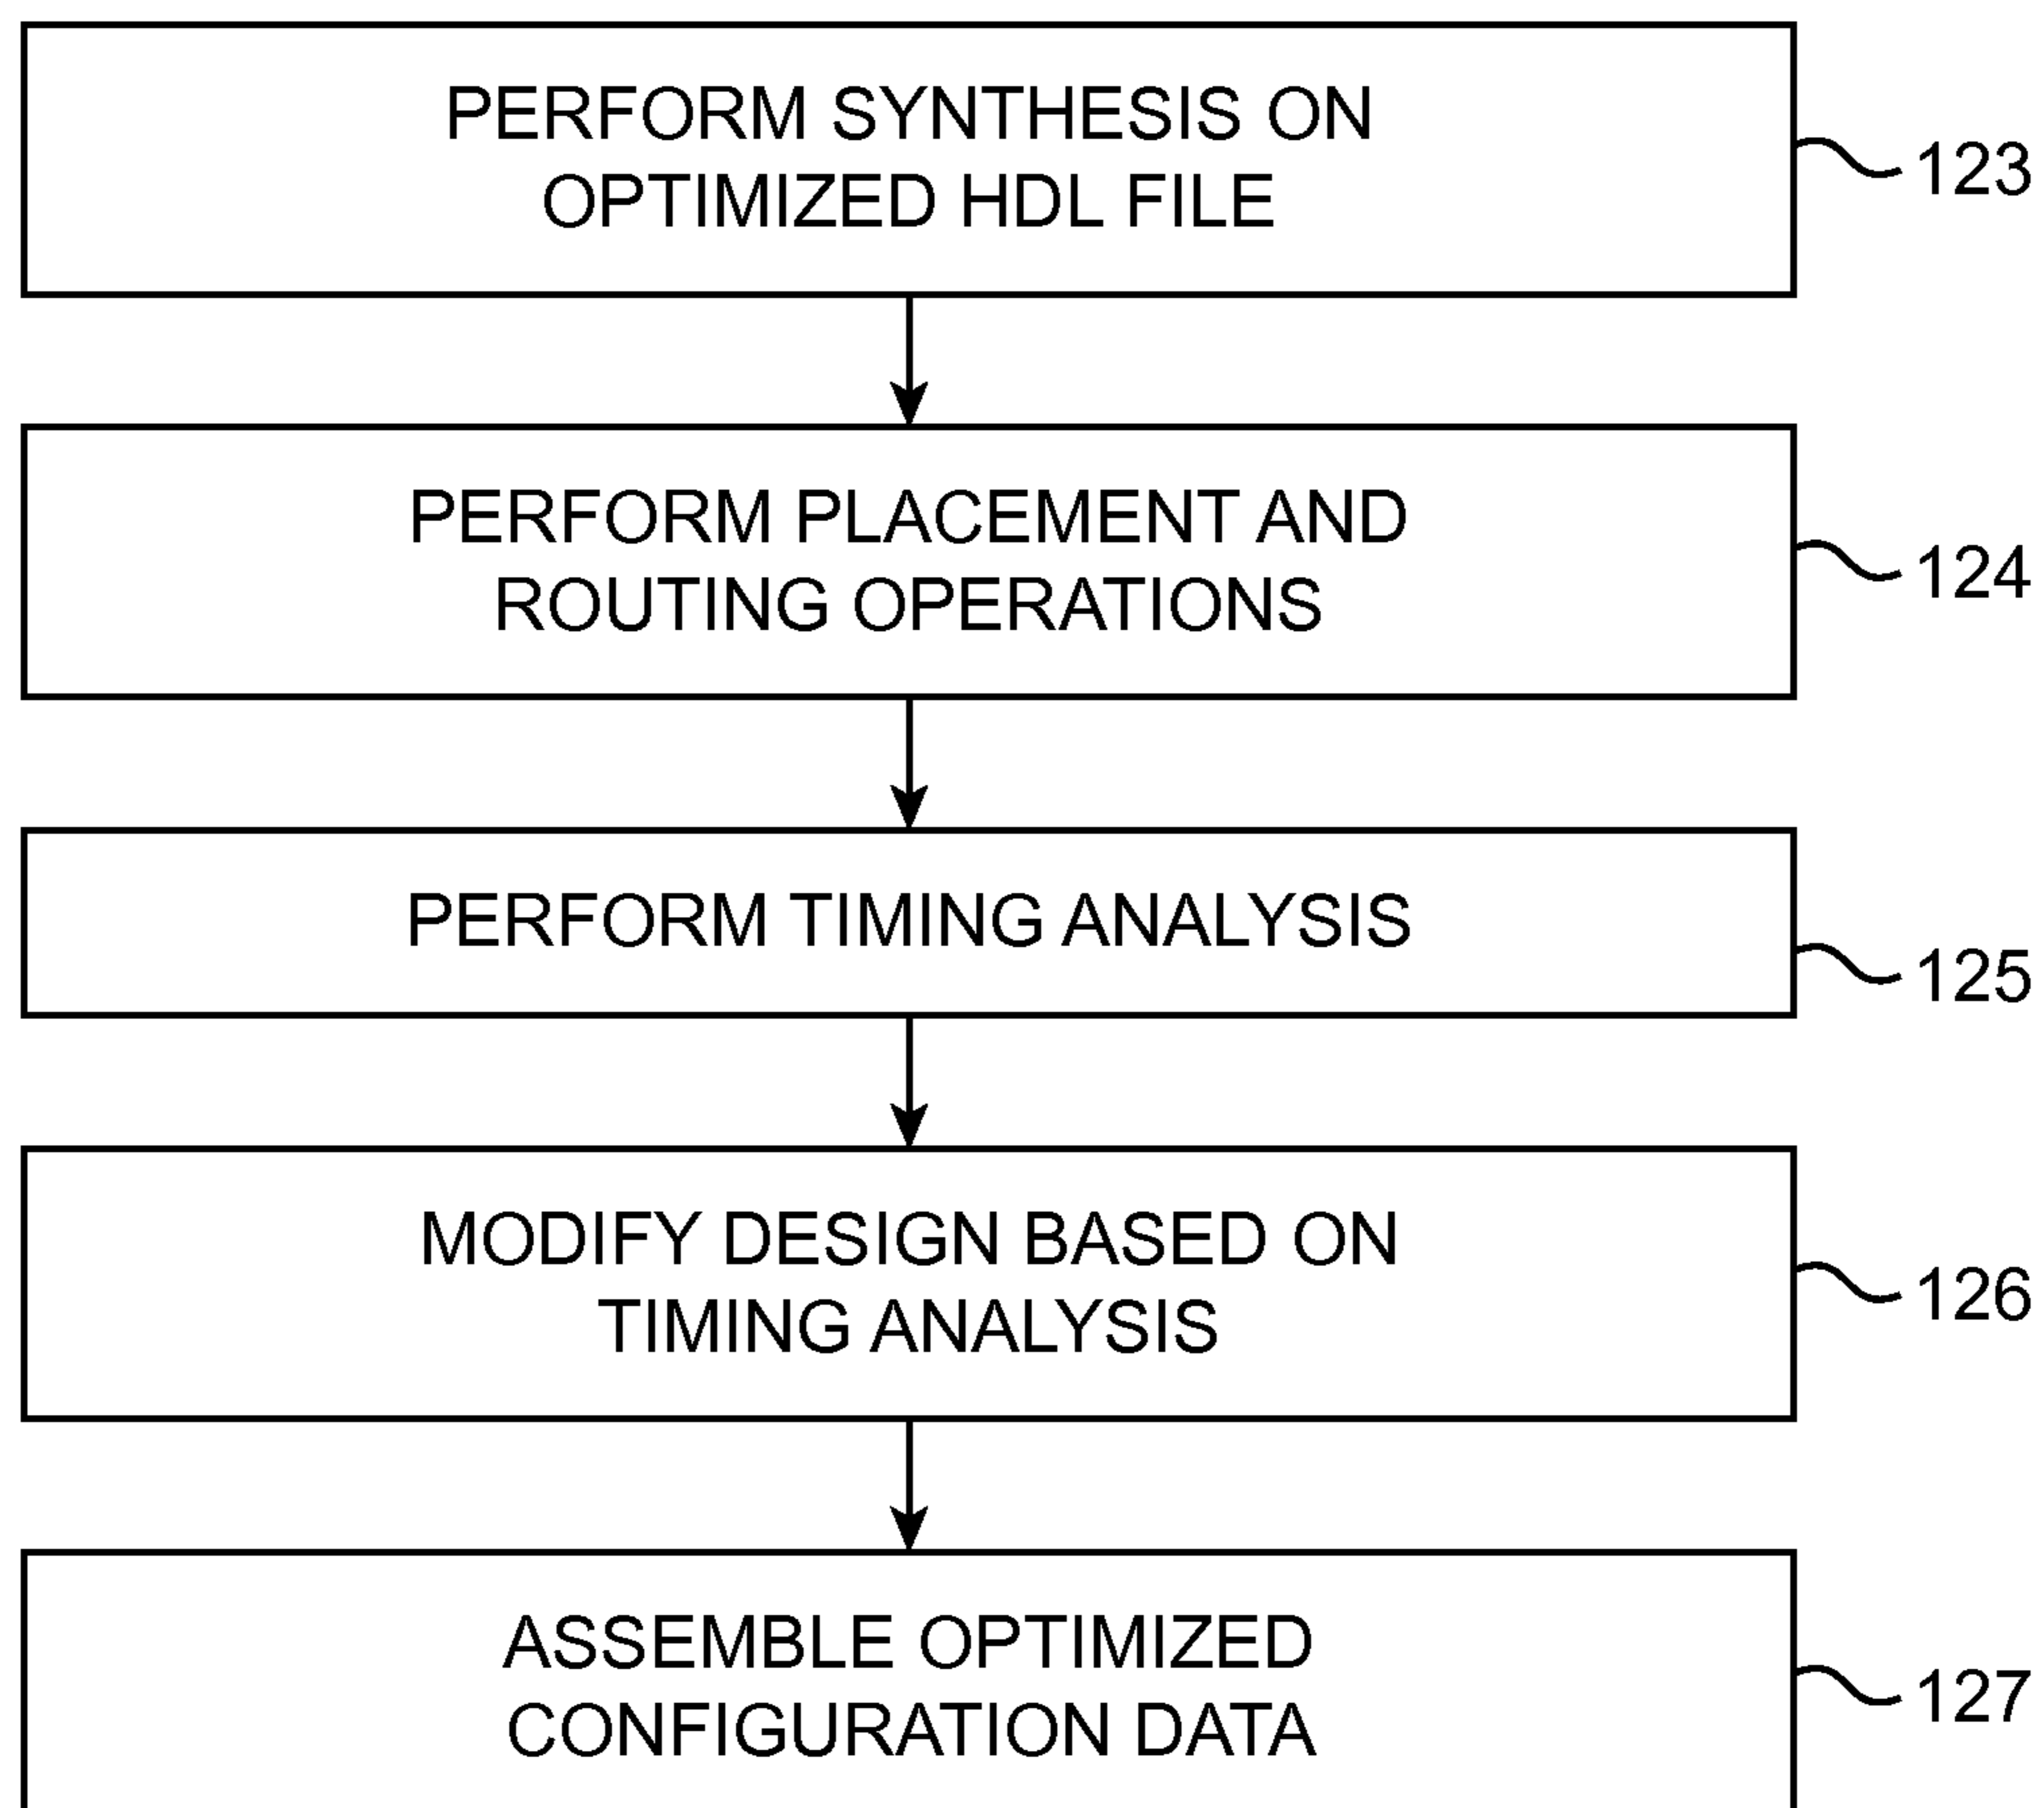 PERFORM SYNTHESIS ON
OPTIMIZED HDL FILE
123
PERFORM PLACEMENT AND
ROUTING OPERATIONS
124
PERFORM TIMING ANALYSIS
125
MODIFY DESIGN BASED ON
TIMING ANALYSIS
126
ASSEMBLE OPTIMIZED
CONFIGURATION DATA
127